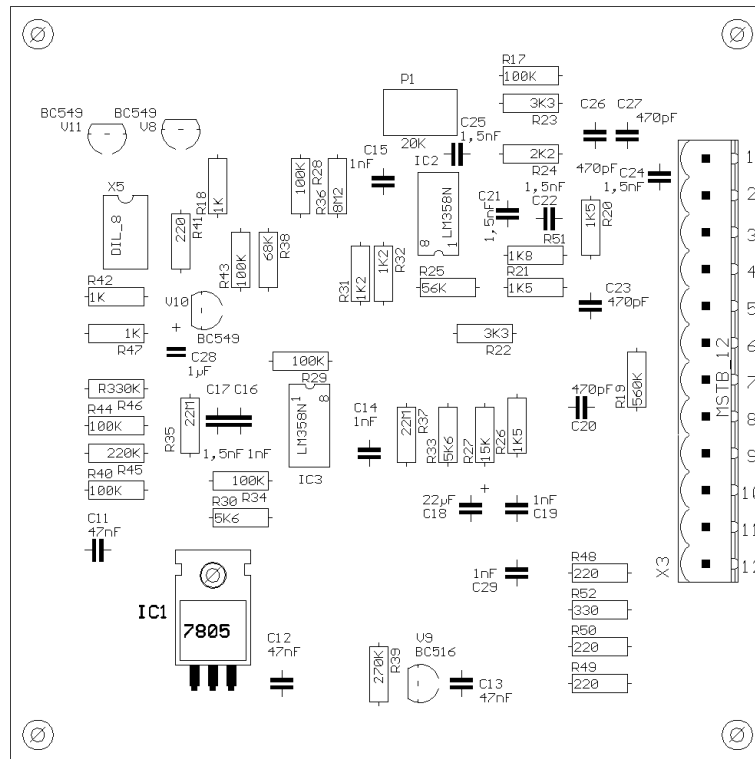 R17
100K
P1
3K3
R23
20K
C25
1,5nF
C26
C27
470pF
BC549
V11
BC549
V8
C15
1nF
IC2
2K2
R24
470pF
C24
1,5nF
1,5nF
X5
DIL_8
R18
1K
220
R41
100K
R36
R28
8M2
LM358N
8
1
C21
1,5nF
C22
1K5
R20
R43
100K
68K
R38
R31
1K2
1K2
R32
R51
1K8
R25
56K
R21
1K5
R42
1K
V10
BC549
C23
470pF
1K
R47
+
C28
1µF
3K3
R22
100K
R29
R330K
R46
R44
100K
220K
R45
R40
100K
R35
22M
C17
C16
1,5nF
1nF
LM358N
1
8
IC3
C14
1nF
22M
R37
R33
5K6
R27
15K
R26
1K5
470pF
C20
R19
560K
100K
R34
R30
5K6
+
22µF
C18
1nF
C19
C11
47nF
1nF
C29
IC1
7805
C12
47nF
270K
R39
V9
BC516
C13
47nF
R48
220
R52
330
R50
220
R49
220
MSTB_12
X3
1
2
3
4
5
6
7
8
9
10
11
12